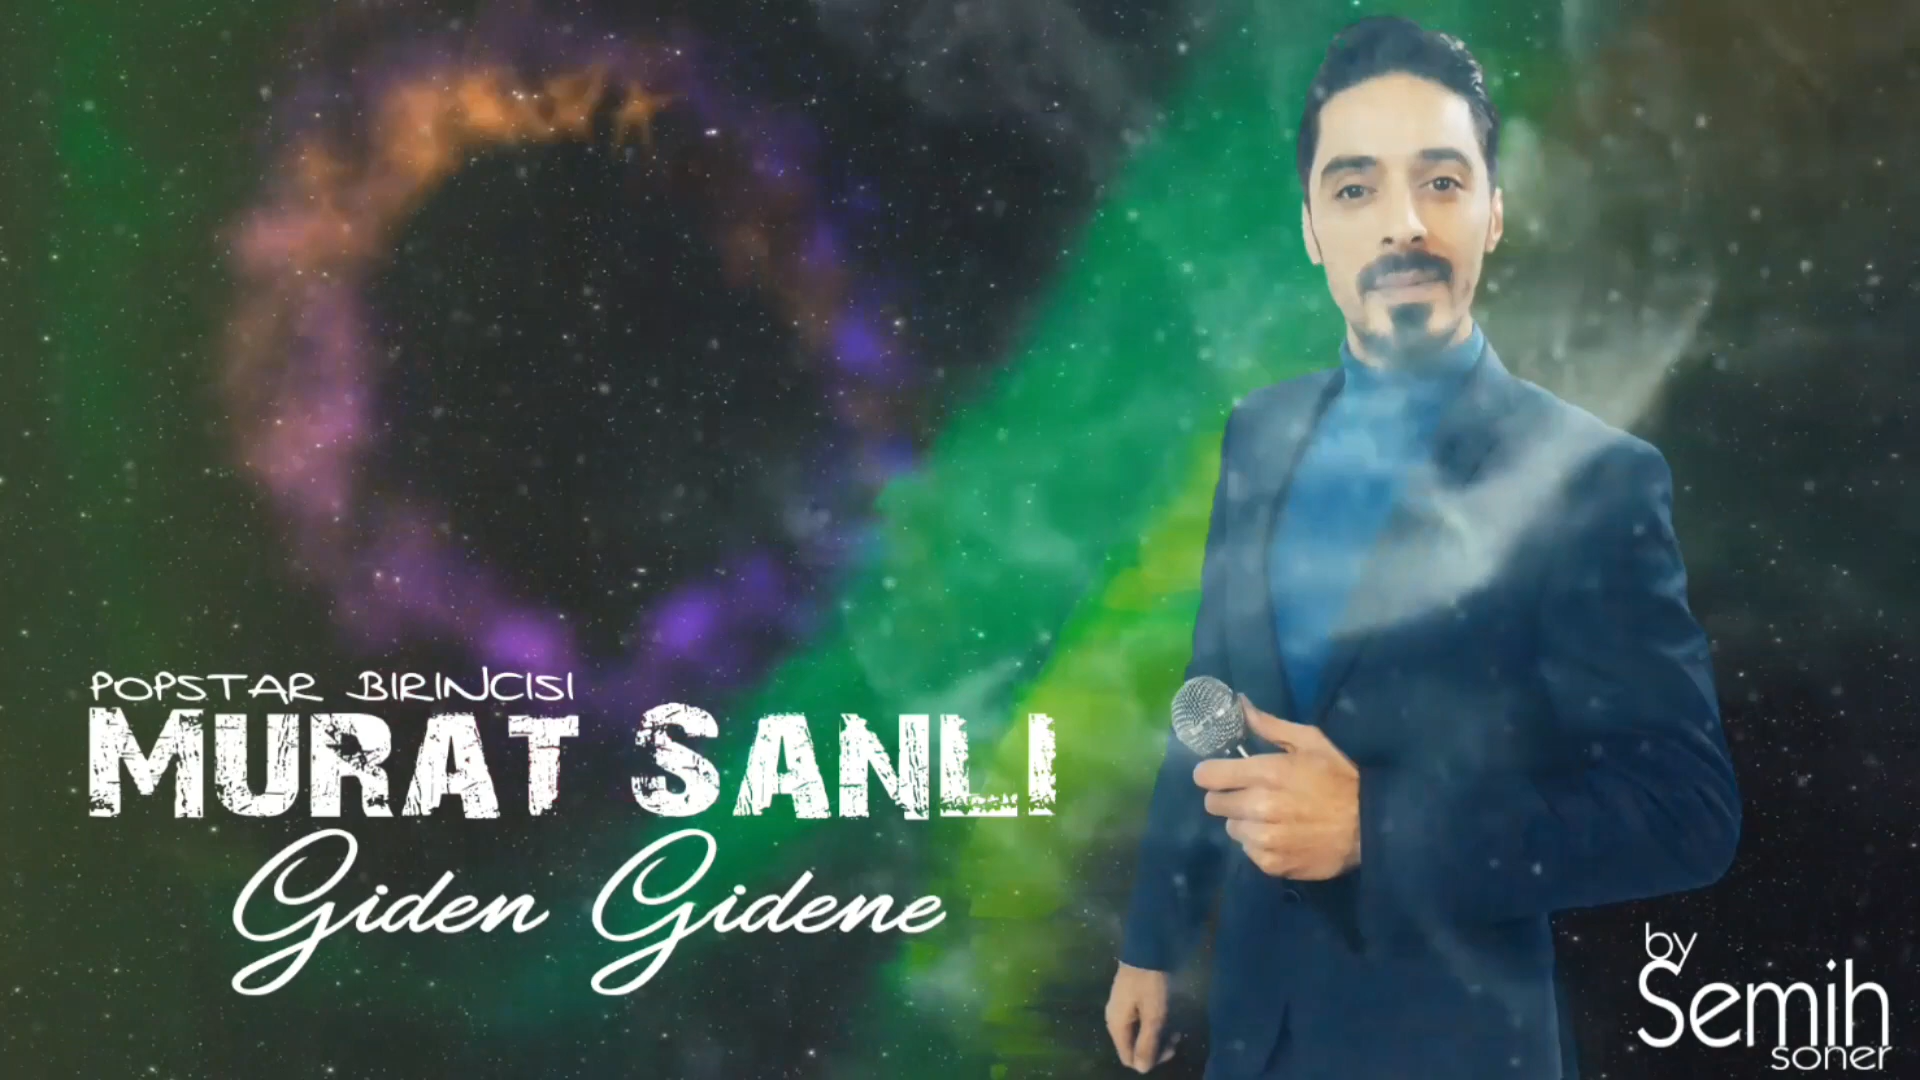 POPSTAR BIRINCISI
MURAT SANLI
Giden Gidene
by
Semih
soner